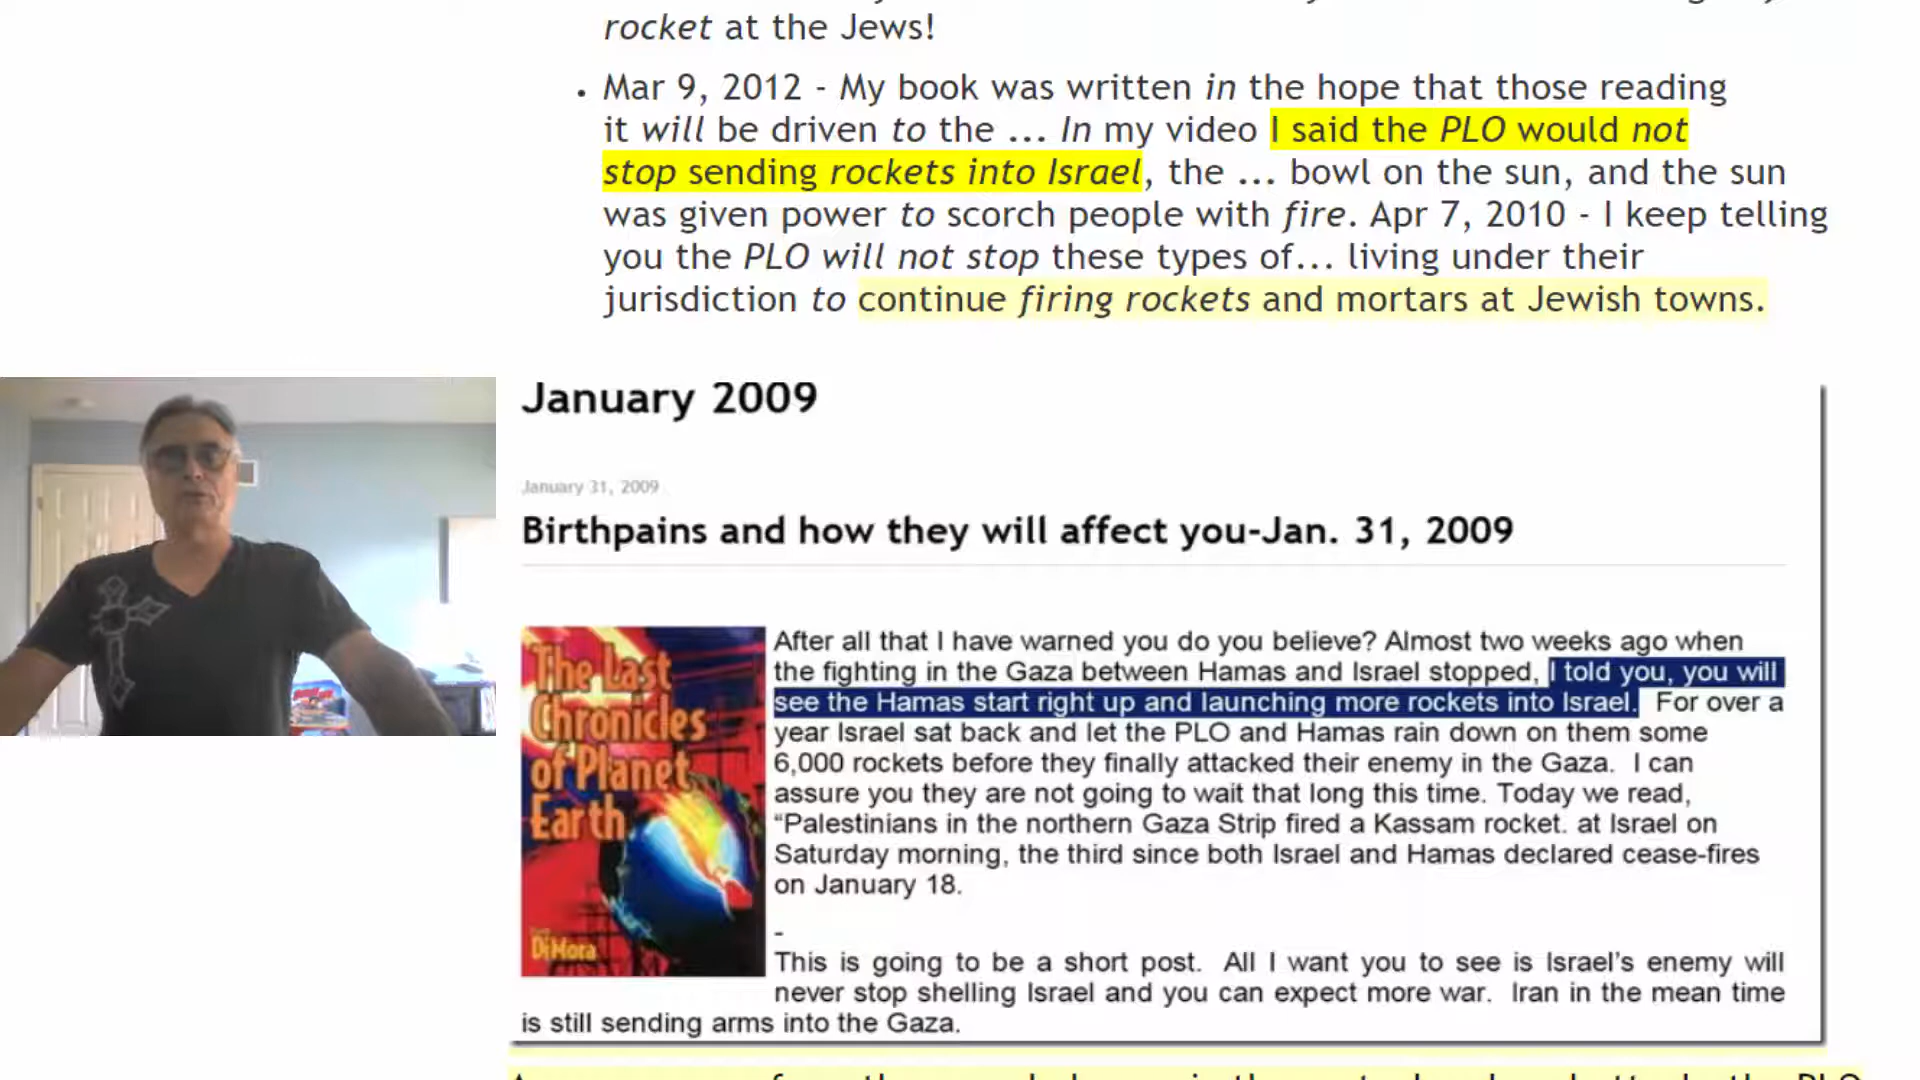 rocket at the Jews!
Mar 9, 2012 - My book was written in the hope that those reading
it will be driven to the ... In my video I said the PLO would not
stop sending rockets into Israel, the ... bowl on the sun, and the sun
was given power to scorch people with fire. Apr 7, 2010 - I keep telling
you the PLO will not stop these types of... living under their
jurisdiction to continue firing rockets and mortars at Jewish towns.
January 2009
January 31, 2009
Birthpains and how they will affect you-Jan. 31, 2009
The Last
Chronicles
of Planet
Earth
DiMora
After all that I have warned you do you believe? Almost two weeks ago when
the fighting in the Gaza between Hamas and Israel stopped, I told you, you will
see the Hamas start right up and launching more rockets into Israel. For over a
year Israel sat back and let the PLO and Hamas rain down on them some
6,000 rockets before they finally attacked their enemy in the Gaza. I can
assure you they are not going to wait that long this time. Today we read,
“Palestinians in the northern Gaza Strip fired a Kassam rocket. at Israel on
Saturday morning, the third since both Israel and Hamas declared cease-fires
on January 18.
-
This is going to be a short post. All I want you to see is Israel's enemy will
never stop shelling Israel and you can expect more war. Iran in the mean time
is still sending arms into the Gaza.